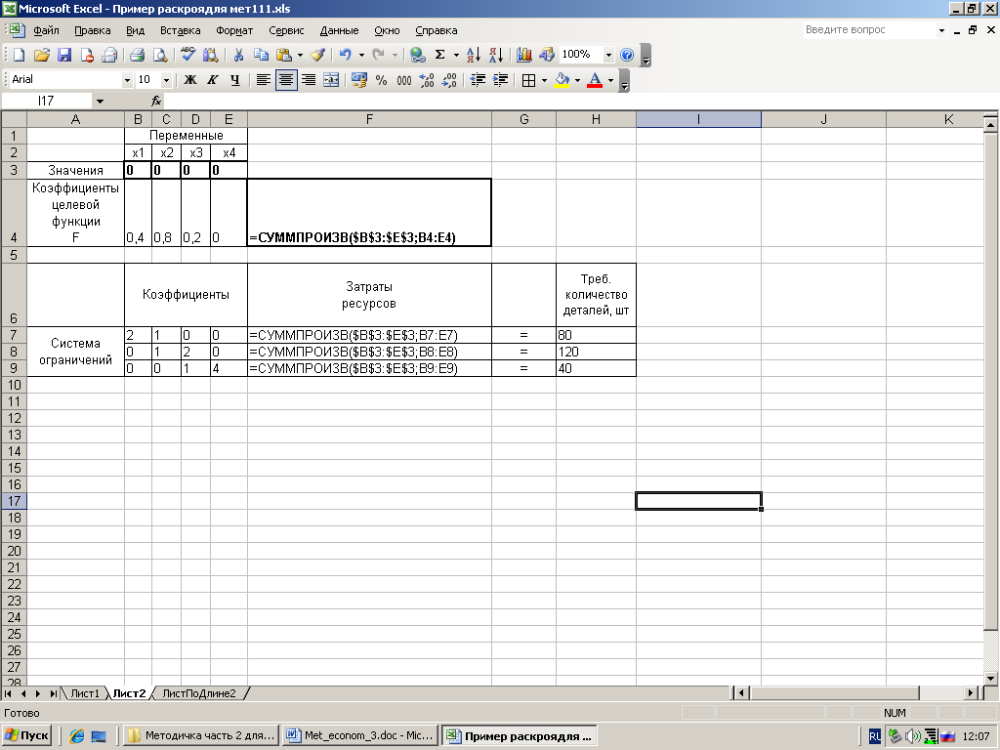 Microsoft Excel - Пример раскроядля мет111.xls
Файл Правка Вид Вставка Формат Сервис Данные Окно Справка Введите вопрос
100%
Arial 10 Ж К Ч % 000
I17 fx
A B C D E F G H I J K
1 Переменные
2 x1 x2 x3 x4
3 Значения 0 0 0 0
Коэффициенты
целевой
функции
F
4 0,4 0,8 0,2 0 =СУММПРОИЗВ($B$3:$E$3;B4:E4)
5
6 Коэффициенты
Затраты
ресурсов
Треб.
количество
деталей, шт
Система
ограничений
7 2 1 0 0 =СУММПРОИЗВ($B$3:$E$3;B7:E7) = 80
8 0 1 2 0 =СУММПРОИЗВ($B$3:$E$3;B8:E8) = 120
9 0 0 1 4 =СУММПРОИЗВ($B$3:$E$3;B9:E9) = 40
10
11
12
13
14
15
16
17
18
19
20
21
22
23
24
25
26
27
28
Лист1 Лист2 ЛистПоДлине2
Готово NUM
Пуск Методичка часть 2 для... Met_econom_3.doc - Mic... Пример раскроядля ... RU 12:07